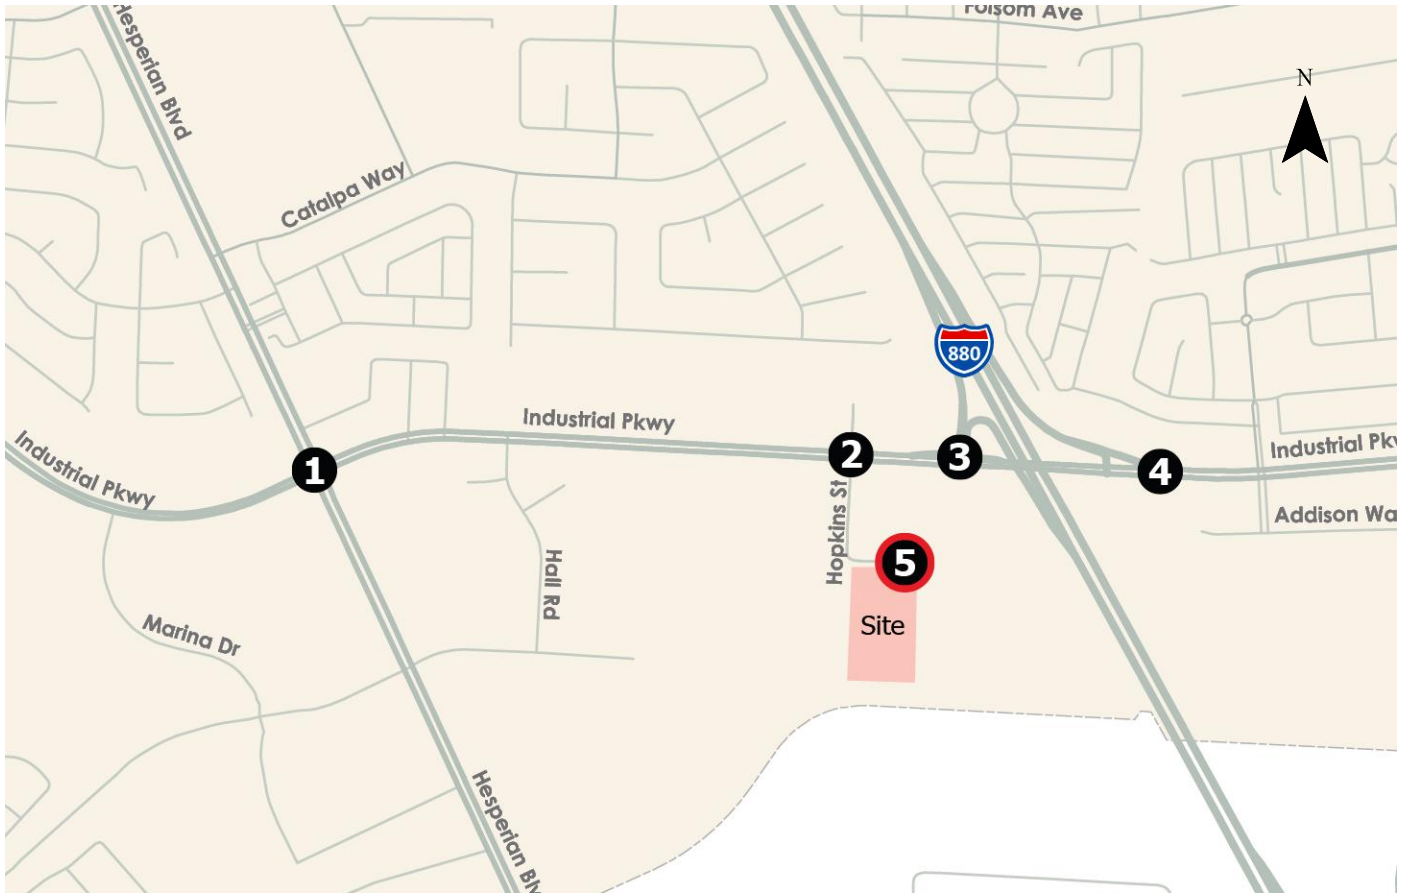 Folsom Ave
Hesperian Blvd
N
Catalpa Way
880
Industrial Pkwy
Industrial Pkwy
Industrial Pkw
1
2
3
4
Addison Wa
Hopkins St
5
Hall Rd
Site
Marina Dr
Hesperian Blv